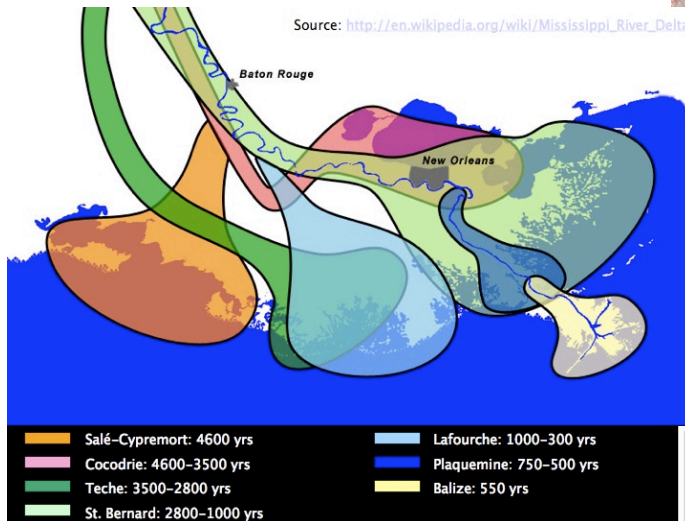 Source: http://en.wikipedia.org/wiki/Mississippi_River_Delta
Baton Rouge
New Orleans
Salé-Cypremort: 4600 yrs
Cocodrie: 4600-3500 yrs
Teche: 3500-2800 yrs
St. Bernard: 2800-1000 yrs
Lafourche: 1000-300 yrs
Plaquemine: 750-500 yrs
Balize: 550 yrs